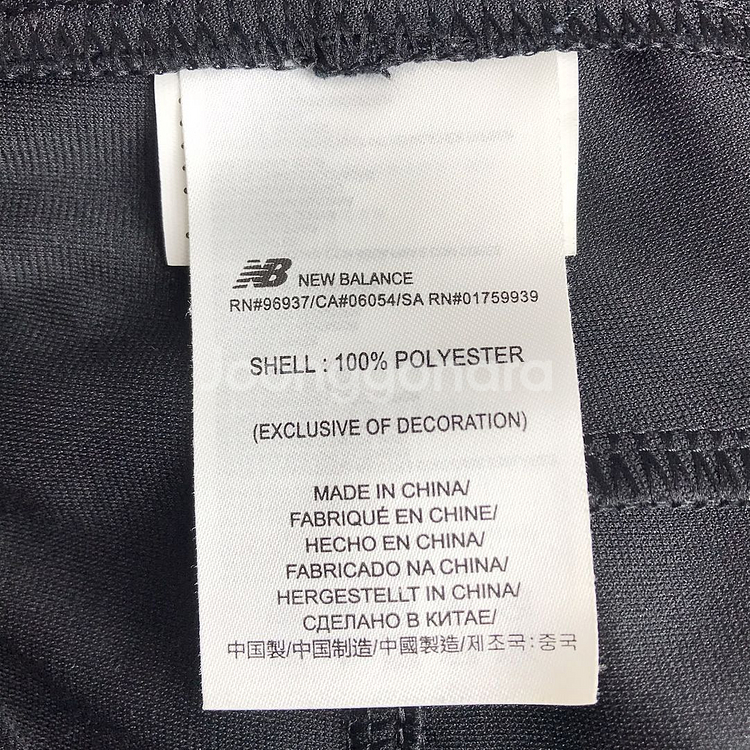 NB NEW BALANCE
RN#96937/CA#06054/SA RN#01759939
SHELL : 100% POLYESTER
(EXCLUSIVE OF DECORATION)
MADE IN CHINA/
FABRIQUÉ EN CHINE/
HECHO EN CHINA/
FABRICADO NA CHINA/
HERGESTELLT IN CHINA/
СДЕЛАНО В КИТАЕ/
中国製/中国制造/中國製造/제조국:중국